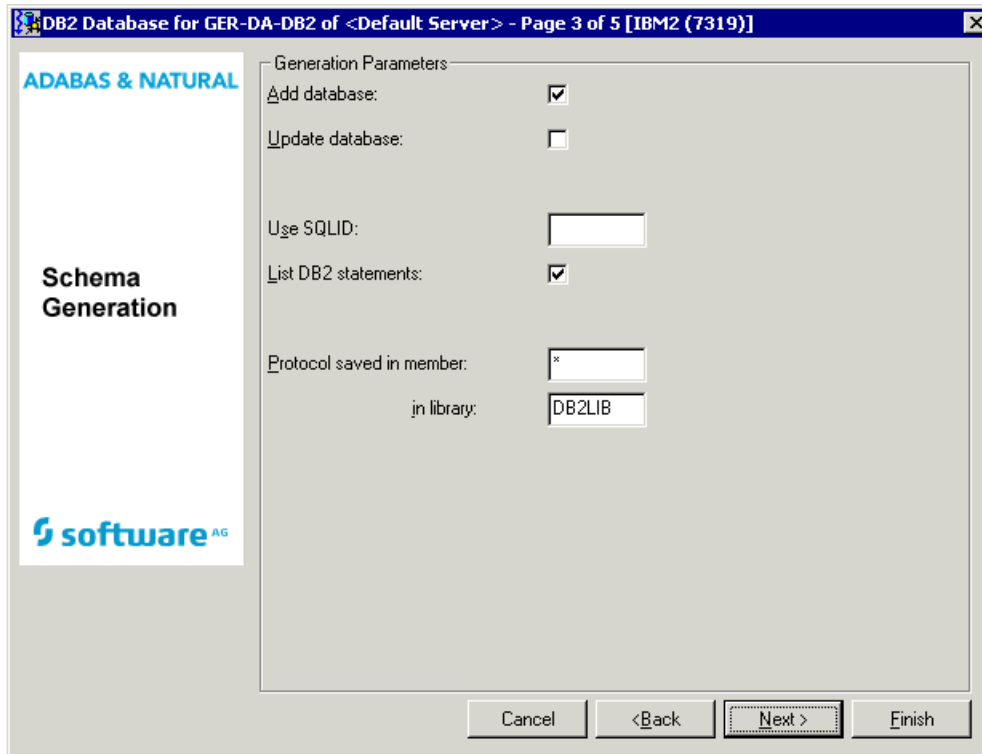 DB2 Database for GER-DA-DB2 of <Default Server> - Page 3 of 5 [IBM2 (7319)]
ADABAS & NATURAL
Schema
Generation
software AG
Generation Parameters
Add database:
Update database:
Use SQLID:
List DB2 statements:
Protocol saved in member: *
in library: DB2LIB
Cancel <Back Next > Finish